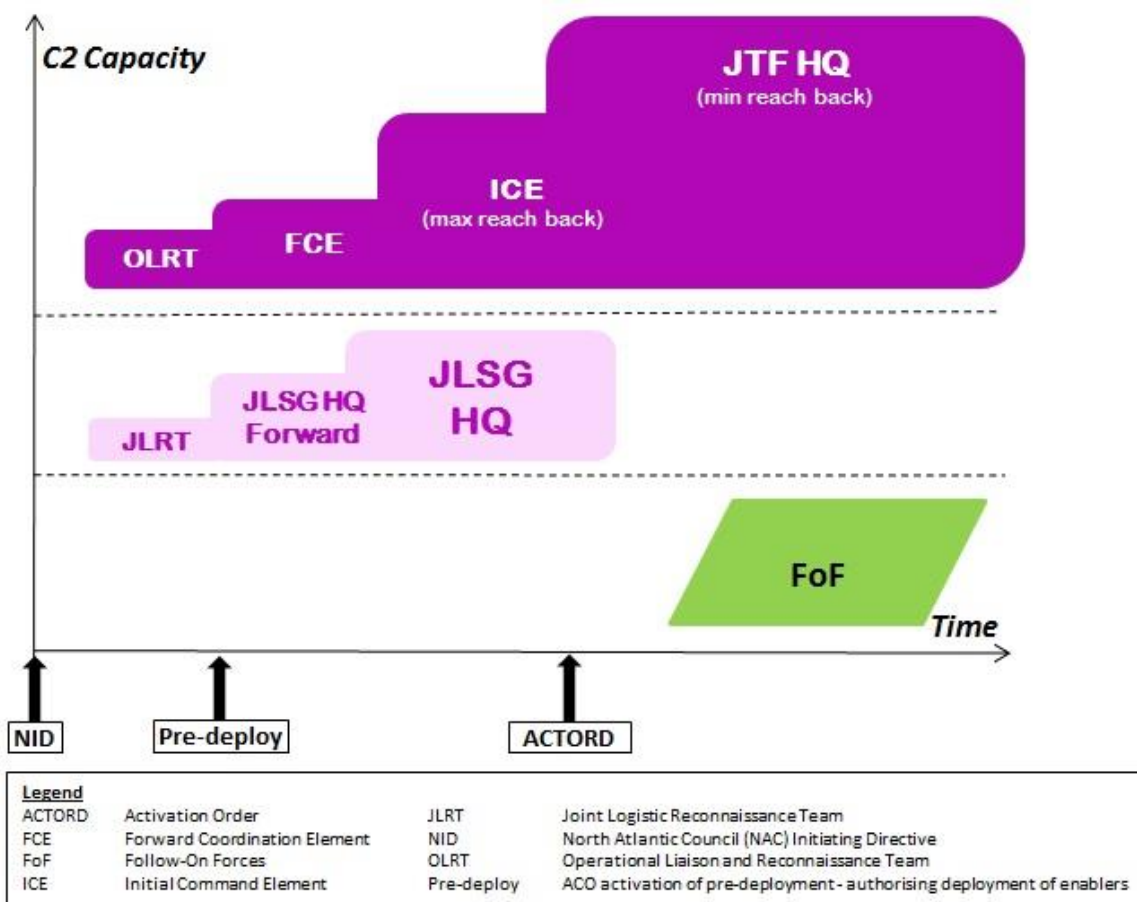 C2 Capacity
JTF HQ
(min reach back)
ICE
(max reach back)
FCE
OLRT
JLSG
HQ
JLSG HQ
Forward
JLRT
FoF
Time
NID
Pre-deploy
ACTORD
Legend
ACTORD Activation Order JLRT Joint Logistic Reconnaissance Team
FCE Forward Coordination Element NID North Atlantic Council (NAC) Initiating Directive
FoF Follow-On Forces OLRT Operational Liaison and Reconnaissance Team
ICE Initial Command Element Pre-deploy ACO activation of pre-deployment - authorising deployment of enablers